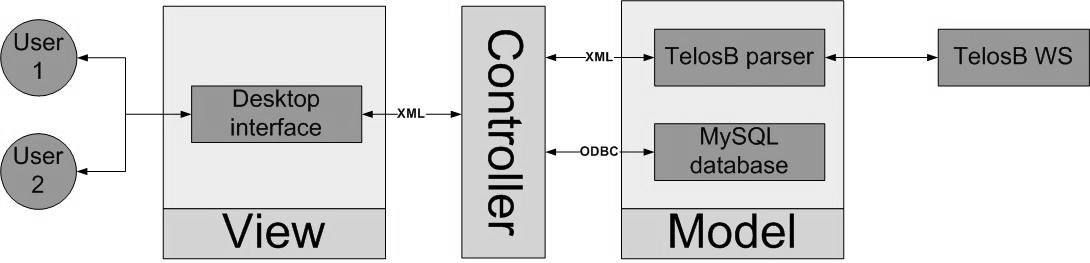 User
1
User
2
Desktop
interface
View
XML
Controller
XML
ODBC
TelosB parser
MySQL
database
Model
TelosB WS